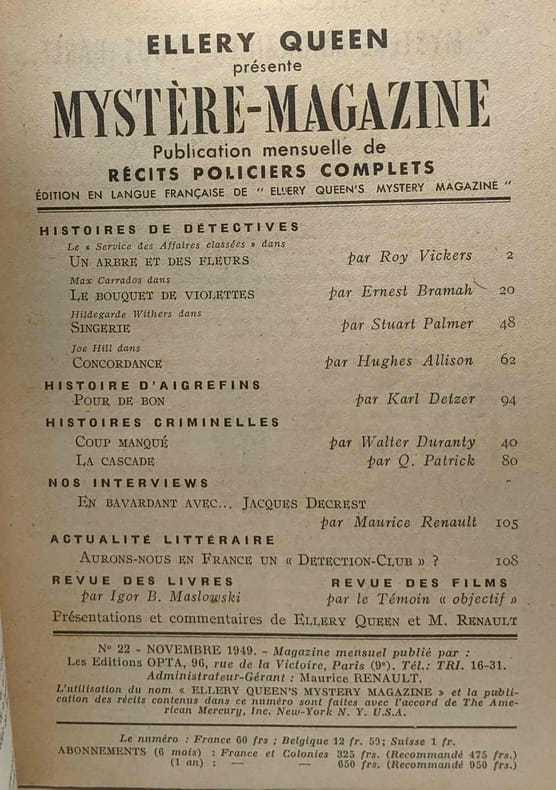 ELLERY QUEEN
présente
MYSTÈRE-MAGAZINE
Publication mensuelle de
RÉCITS POLICIERS COMPLETS
ÉDITION EN LANGUE FRANÇAISE DE " ELLERY QUEEN'S MYSTERY MAGAZINE "
HISTOIRES DE DÉTECTIVES
Le « Service des Affaires classées » dans
UN ARBRE ET DES FLEURS par Roy Vickers 2
Max Carrados dans
LE BOUQUET DE VIOLETTES par Ernest Bramah 20
Hildegarde Withers dans
SINGERIE par Stuart Palmer 48
Joe Hill dans
CONCORDANCE par Hughes Allison 62
HISTOIRE D'AIGREFINS
POUR DE BON par Karl Detzer 94
HISTOIRES CRIMINELLES
COUP MANQUÉ par Walter Duranty 40
LA CASCADE par Q. Patrick 80
NOS INTERVIEWS
EN BAVARDANT AVEC... JACQUES DECREST
par Maurice Renault 105
ACTUALITÉ LITTÉRAIRE
AURONS-NOUS EN FRANCE UN « DETECTION-CLUB » ? 108
REVUE DES LIVRES REVUE DES FILMS
par Igor B. Maslowski par le Témoin « objectif »
Présentations et commentaires de ELLERY QUEEN et M. RENAULT
N° 22 - NOVEMBRE 1949. - Magazine mensuel publié par :
Les Editions OPTA, 96, rue de la Victoire, Paris (9e). Tél.: TRI. 16-31.
Administrateur-Gérant : Maurice RENAULT.
L'utilisation du nom « ELLERY QUEEN'S MYSTERY MAGAZINE » et la publi-
cation des récits contenus dans ce numéro sont faites avec l'accord de The Ame-
rican Mercury, Inc. New-York N. Y. U.S.A.
Le numéro : France 60 frs ; Belgique 12 fr. 59; Suisse 1 fr.
ABONNEMENTS (6 mois) : France et Colonies 325 frs. (Recommandé 475 frs.)
(1 an) : — — 650 frs. (Recommandé 950 frs.)